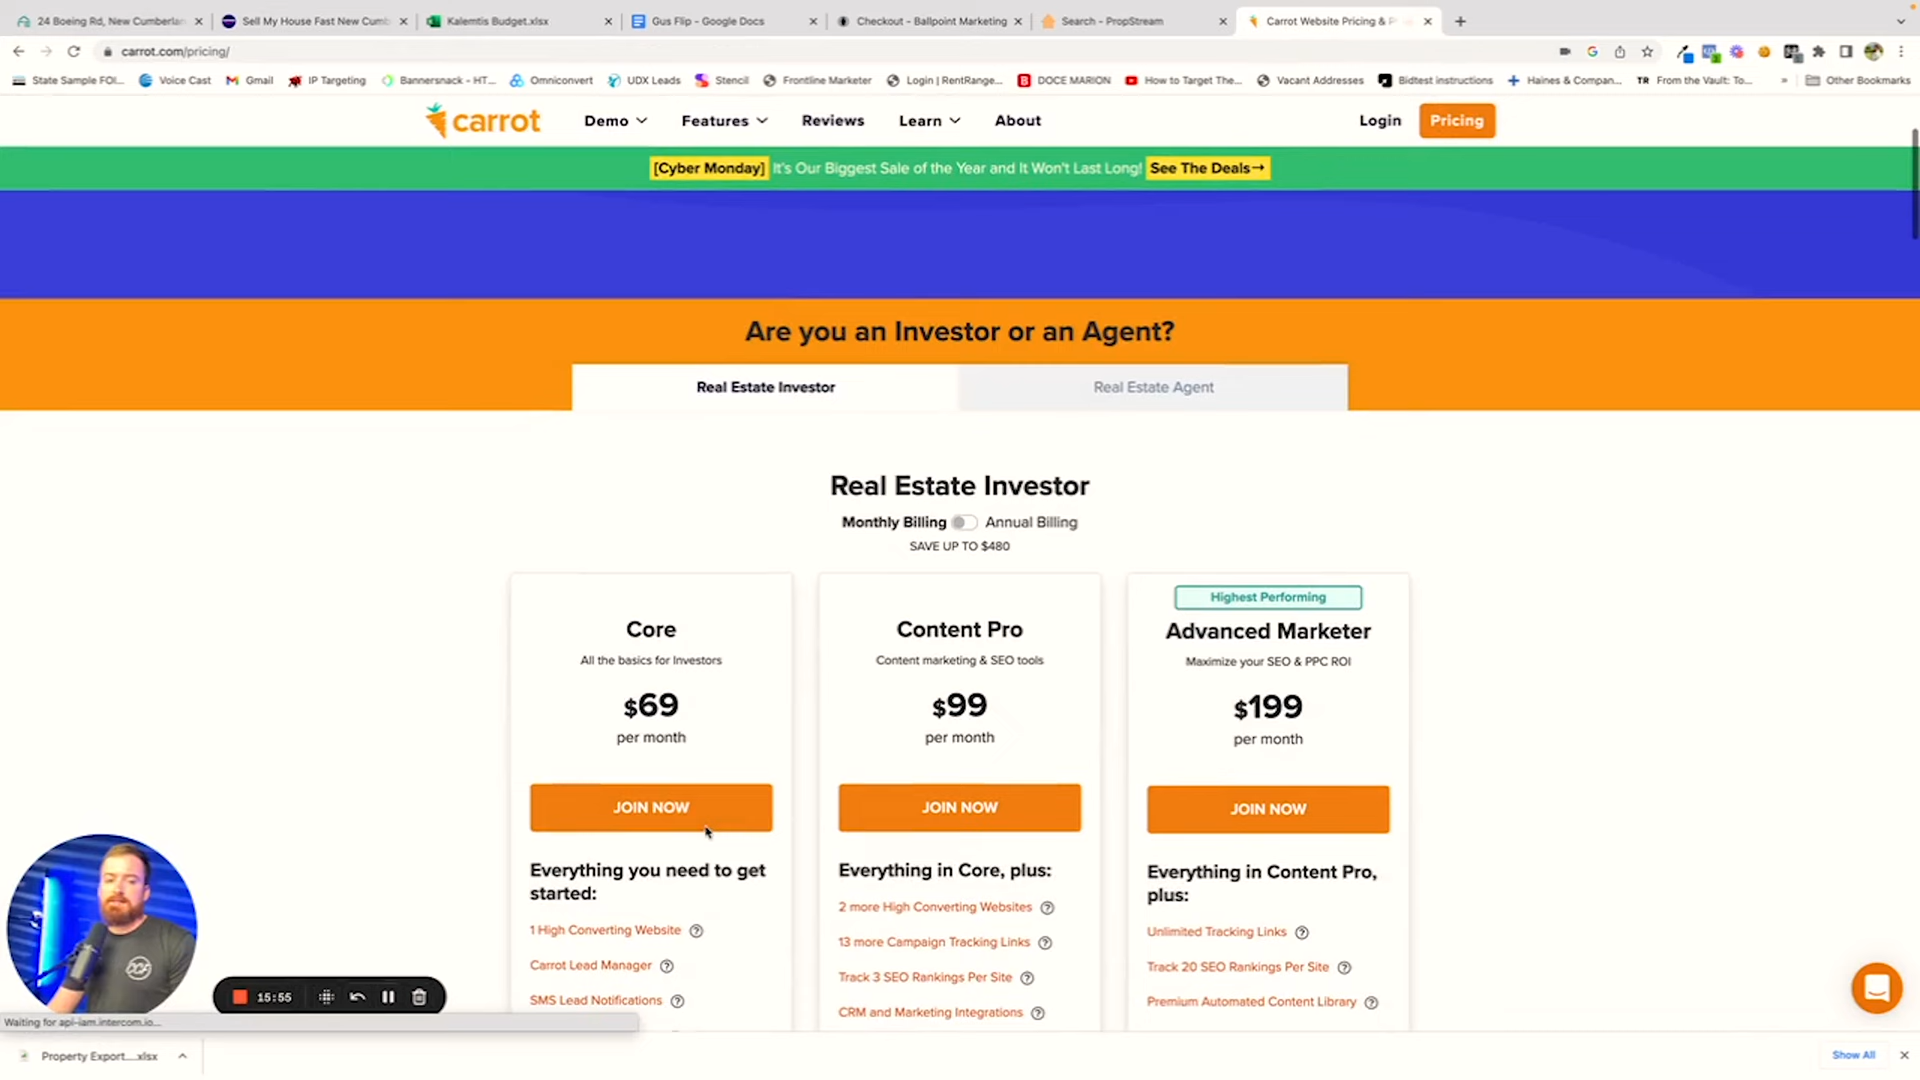 24 Boeing Rd, New Cumberlan
Sell My House Fast New Cumb
Kalemtis Budget.xlsx
Gus Flip - Google Docs
Checkout - Ballpoint Marketing
Search - PropStream
Carrot Website Pricing & P
carrot.com/pricing/
State Sample FOI...
Voice Cast
Gmail
IP Targeting
Bannersnack - HT...
Omniconvert
UDX Leads
Stencil
Frontline Marketer
Login | RentRange...
DOCE MARION
How to Target The...
Vacant Addresses
Bidtest instructions
Haines & Compan...
TR From the Vault: To...
»
Other Bookmarks
carrot
Demo
Features
Reviews
Learn
About
Login
Pricing
[Cyber Monday] It's Our Biggest Sale of the Year and It Won't Last Long! See The Deals→
Are you an Investor or an Agent?
Real Estate Investor
Real Estate Agent
Real Estate Investor
Monthly Billing Annual Billing
SAVE UP TO $480
Core
All the basics for Investors
$69
per month
JOIN NOW
Everything you need to get
started:
1 High Converting Website ?
Carrot Lead Manager ?
SMS Lead Notifications ?
Content Pro
Content marketing & SEO tools
$99
per month
JOIN NOW
Everything in Core, plus:
2 more High Converting Websites ?
13 more Campaign Tracking Links ?
Track 3 SEO Rankings Per Site ?
CRM and Marketing Integrations ?
Highest Performing
Advanced Marketer
Maximize your SEO & PPC ROI
$199
per month
JOIN NOW
Everything in Content Pro,
plus:
Unlimited Tracking Links ?
Track 20 SEO Rankings Per Site ?
Premium Automated Content Library ?
DCF
15:55
Waiting for api-iam.intercom.io...
Property Export....xlsx
Show All